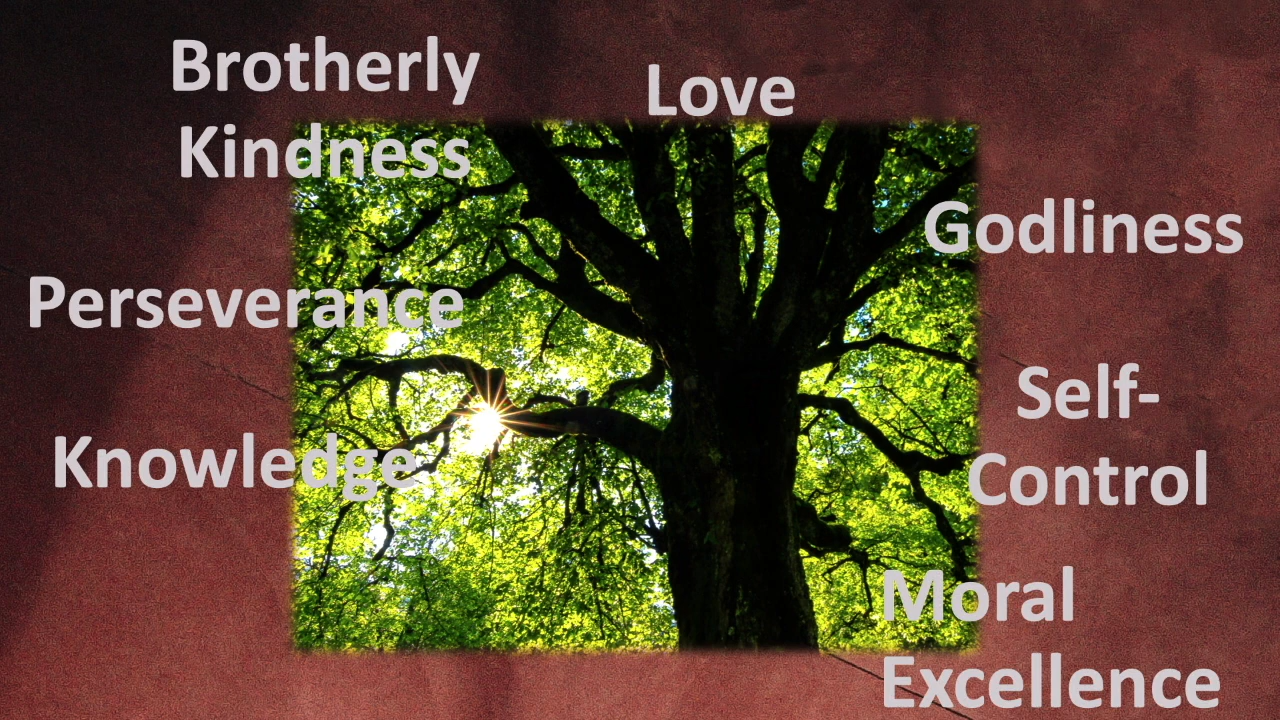 Brotherly
Kindness
Love
Godliness
Perseverance
Self-
Control
Knowledge
Moral
Excellence